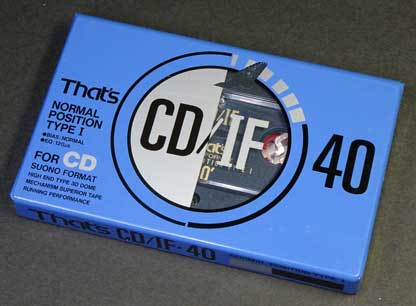 That's
NORMAL
POSITION
TYPE I
●BIAS: NORMAL
●EQ: 120μs
FOR CD
SUONO FORMAT
HIGH END TYPE 3D DOME
MECHANISM SUPERIOR TAPE
RUNNING PERFORMANCE
CD/IF 40
That's CD/IF· 40